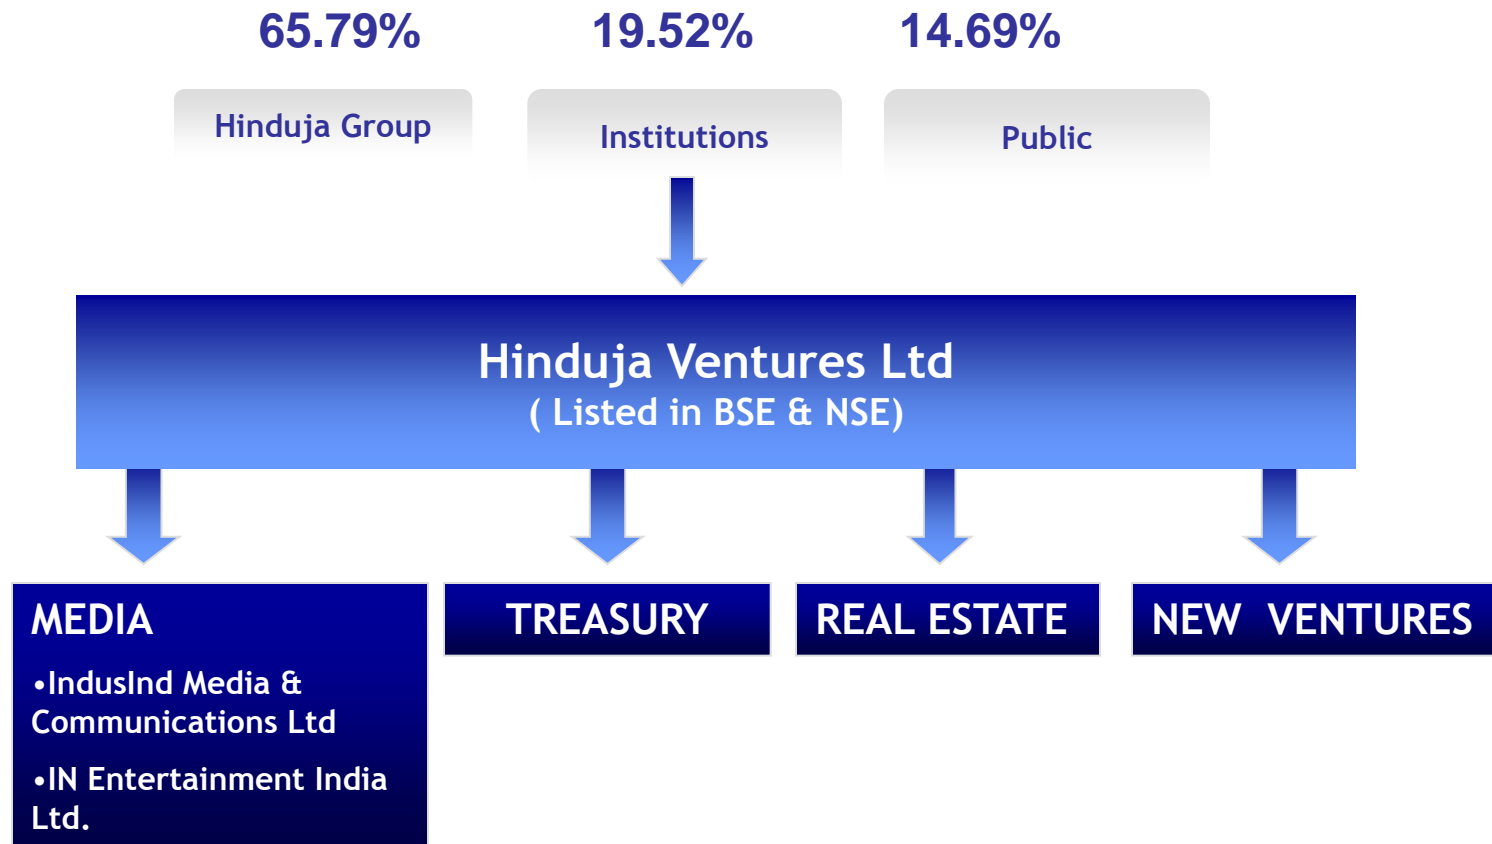 65.79% 19.52% 14.69%
Hinduja Group
Institutions
Public
Hinduja Ventures Ltd
( Listed in BSE & NSE)
MEDIA
•IndusInd Media &
Communications Ltd
•IN Entertainment India
Ltd.
TREASURY
REAL ESTATE
NEW VENTURES